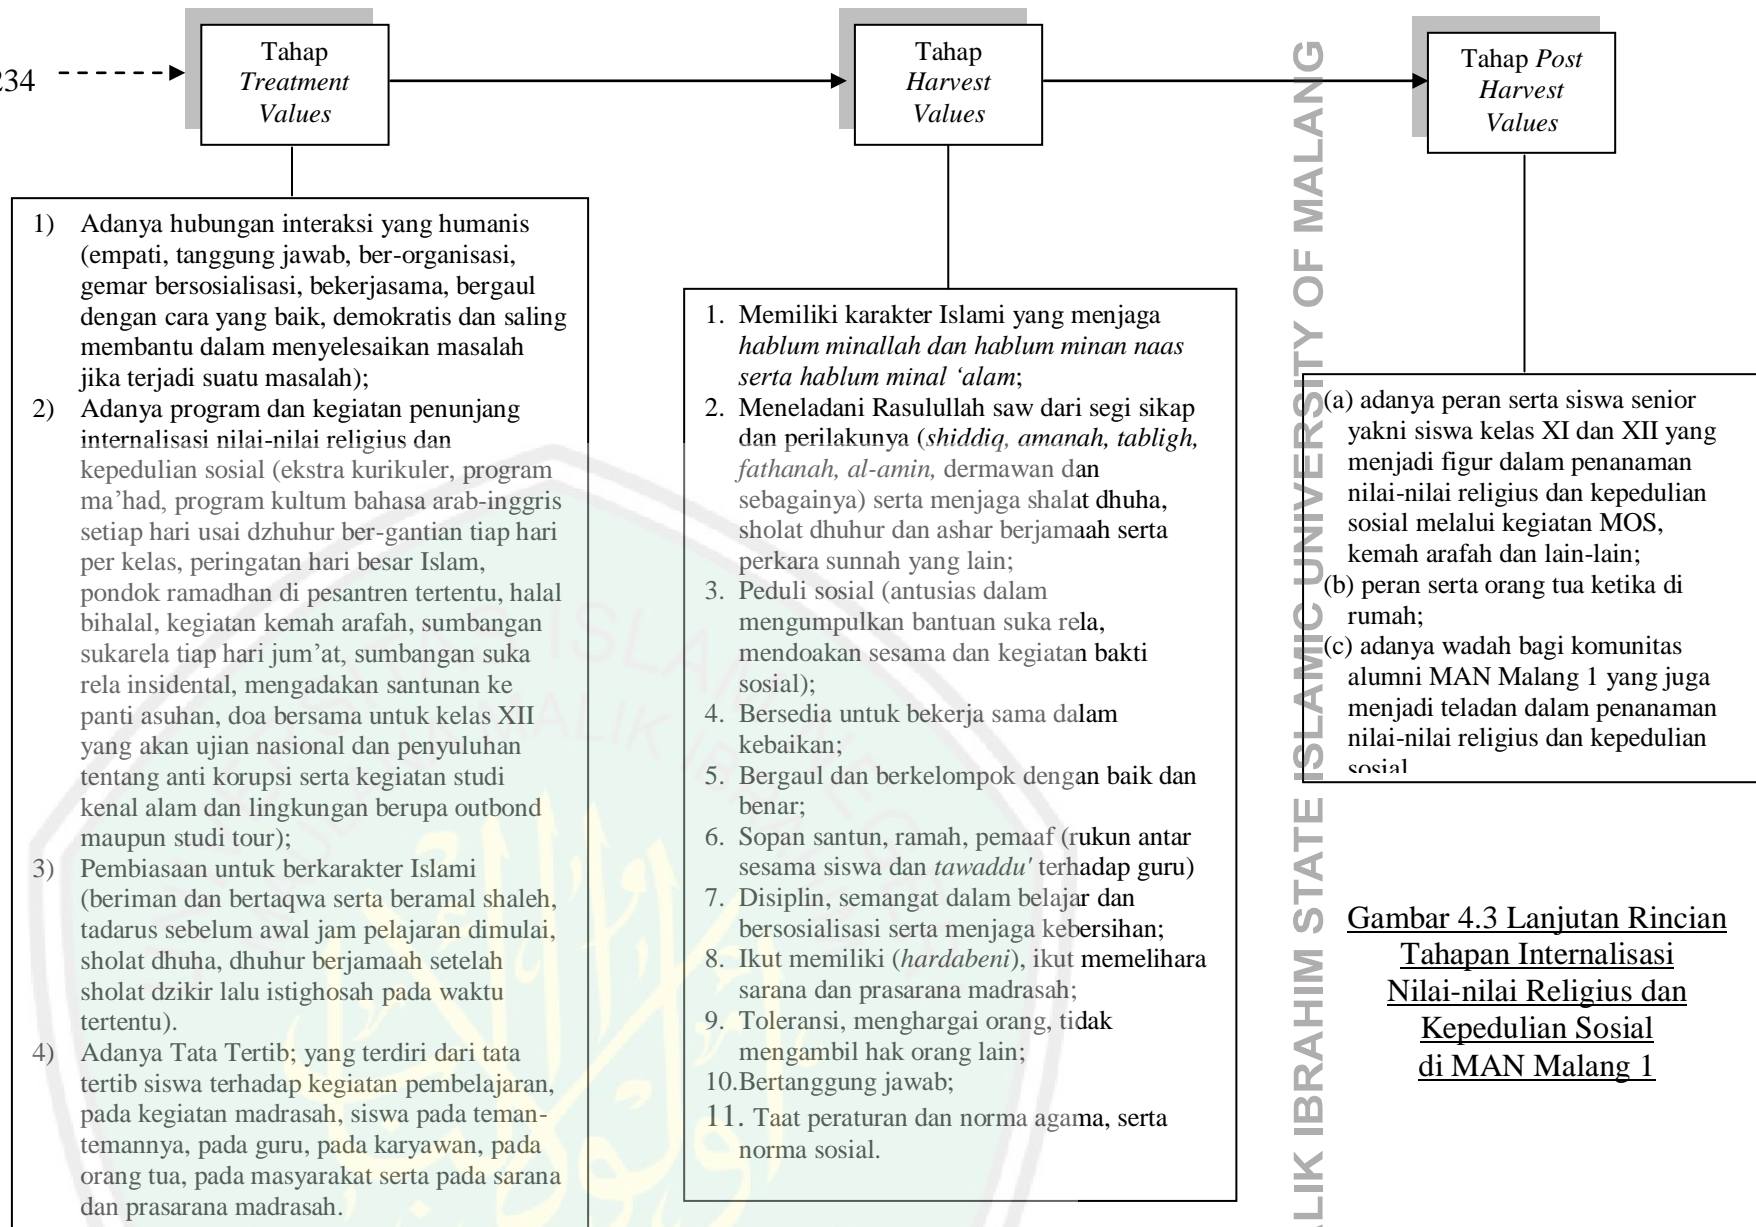 234
Tahap
Treatment
Values
Tahap
Harvest
Values
Tahap Post
Harvest
Values
1) Adanya hubungan interaksi yang humanis
(empati, tanggung jawab, ber-organisasi,
gemar bersosialisasi, bekerjasama, bergaul
dengan cara yang baik, demokratis dan saling
membantu dalam menyelesaikan masalah
jika terjadi suatu masalah);
2) Adanya program dan kegiatan penunjang
internalisasi nilai-nilai religius dan
kepedulian sosial (ekstra kurikuler, program
ma’had, program kultum bahasa arab-inggris
setiap hari usai dzhuhur ber-gantian tiap hari
per kelas, peringatan hari besar Islam,
pondok ramadhan di pesantren tertentu, halal
bihalal, kegiatan kemah arafah, sumbangan
sukarela tiap hari jum’at, sumbangan suka
rela insidental, mengadakan santunan ke
panti asuhan, doa bersama untuk kelas XII
yang akan ujian nasional dan penyuluhan
tentang anti korupsi serta kegiatan studi
kenal alam dan lingkungan berupa outbond
maupun studi tour);
3) Pembiasaan untuk berkarakter Islami
(beriman dan bertaqwa serta beramal shaleh,
tadarus sebelum awal jam pelajaran dimulai,
sholat dhuha, dhuhur berjamaah setelah
sholat dzikir lalu istighosah pada waktu
tertentu).
4) Adanya Tata Tertib; yang terdiri dari tata
tertib siswa terhadap kegiatan pembelajaran,
pada kegiatan madrasah, siswa pada teman-
temannya, pada guru, pada karyawan, pada
orang tua, pada masyarakat serta pada sarana
dan prasarana madrasah.
1. Memiliki karakter Islami yang menjaga
hablum minallah dan hablum minan naas
serta hablum minal ‘alam;
2. Meneladani Rasulullah saw dari segi sikap
dan perilakunya (shiddiq, amanah, tabligh,
fathanah, al-amin, dermawan dan
sebagainya) serta menjaga shalat dhuha,
sholat dhuhur dan ashar berjamaah serta
perkara sunnah yang lain;
3. Peduli sosial (antusias dalam
mengumpulkan bantuan suka rela,
mendoakan sesama dan kegiatan bakti
sosial);
4. Bersedia untuk bekerja sama dalam
kebaikan;
5. Bergaul dan berkelompok dengan baik dan
benar;
6. Sopan santun, ramah, pemaaf (rukun antar
sesama siswa dan tawaddu' terhadap guru)
7. Disiplin, semangat dalam belajar dan
bersosialisasi serta menjaga kebersihan;
8. Ikut memiliki (hardabeni), ikut memelihara
sarana dan prasarana madrasah;
9. Toleransi, menghargai orang, tidak
mengambil hak orang lain;
10.Bertanggung jawab;
11. Taat peraturan dan norma agama, serta
norma sosial.
(a) adanya peran serta siswa senior
yakni siswa kelas XI dan XII yang
menjadi figur dalam penanaman
nilai-nilai religius dan kepedulian
sosial melalui kegiatan MOS,
kemah arafah dan lain-lain;
(b) peran serta orang tua ketika di
rumah;
(c) adanya wadah bagi komunitas
alumni MAN Malang 1 yang juga
menjadi teladan dalam penanaman
nilai-nilai religius dan kepedulian
sosial
Gambar 4.3 Lanjutan Rincian
Tahapan Internalisasi
Nilai-nilai Religius dan
Kepedulian Sosial
di MAN Malang 1
ALIK IBRAHIM STATE ISLAMIC UNIVERSITY OF MALANG